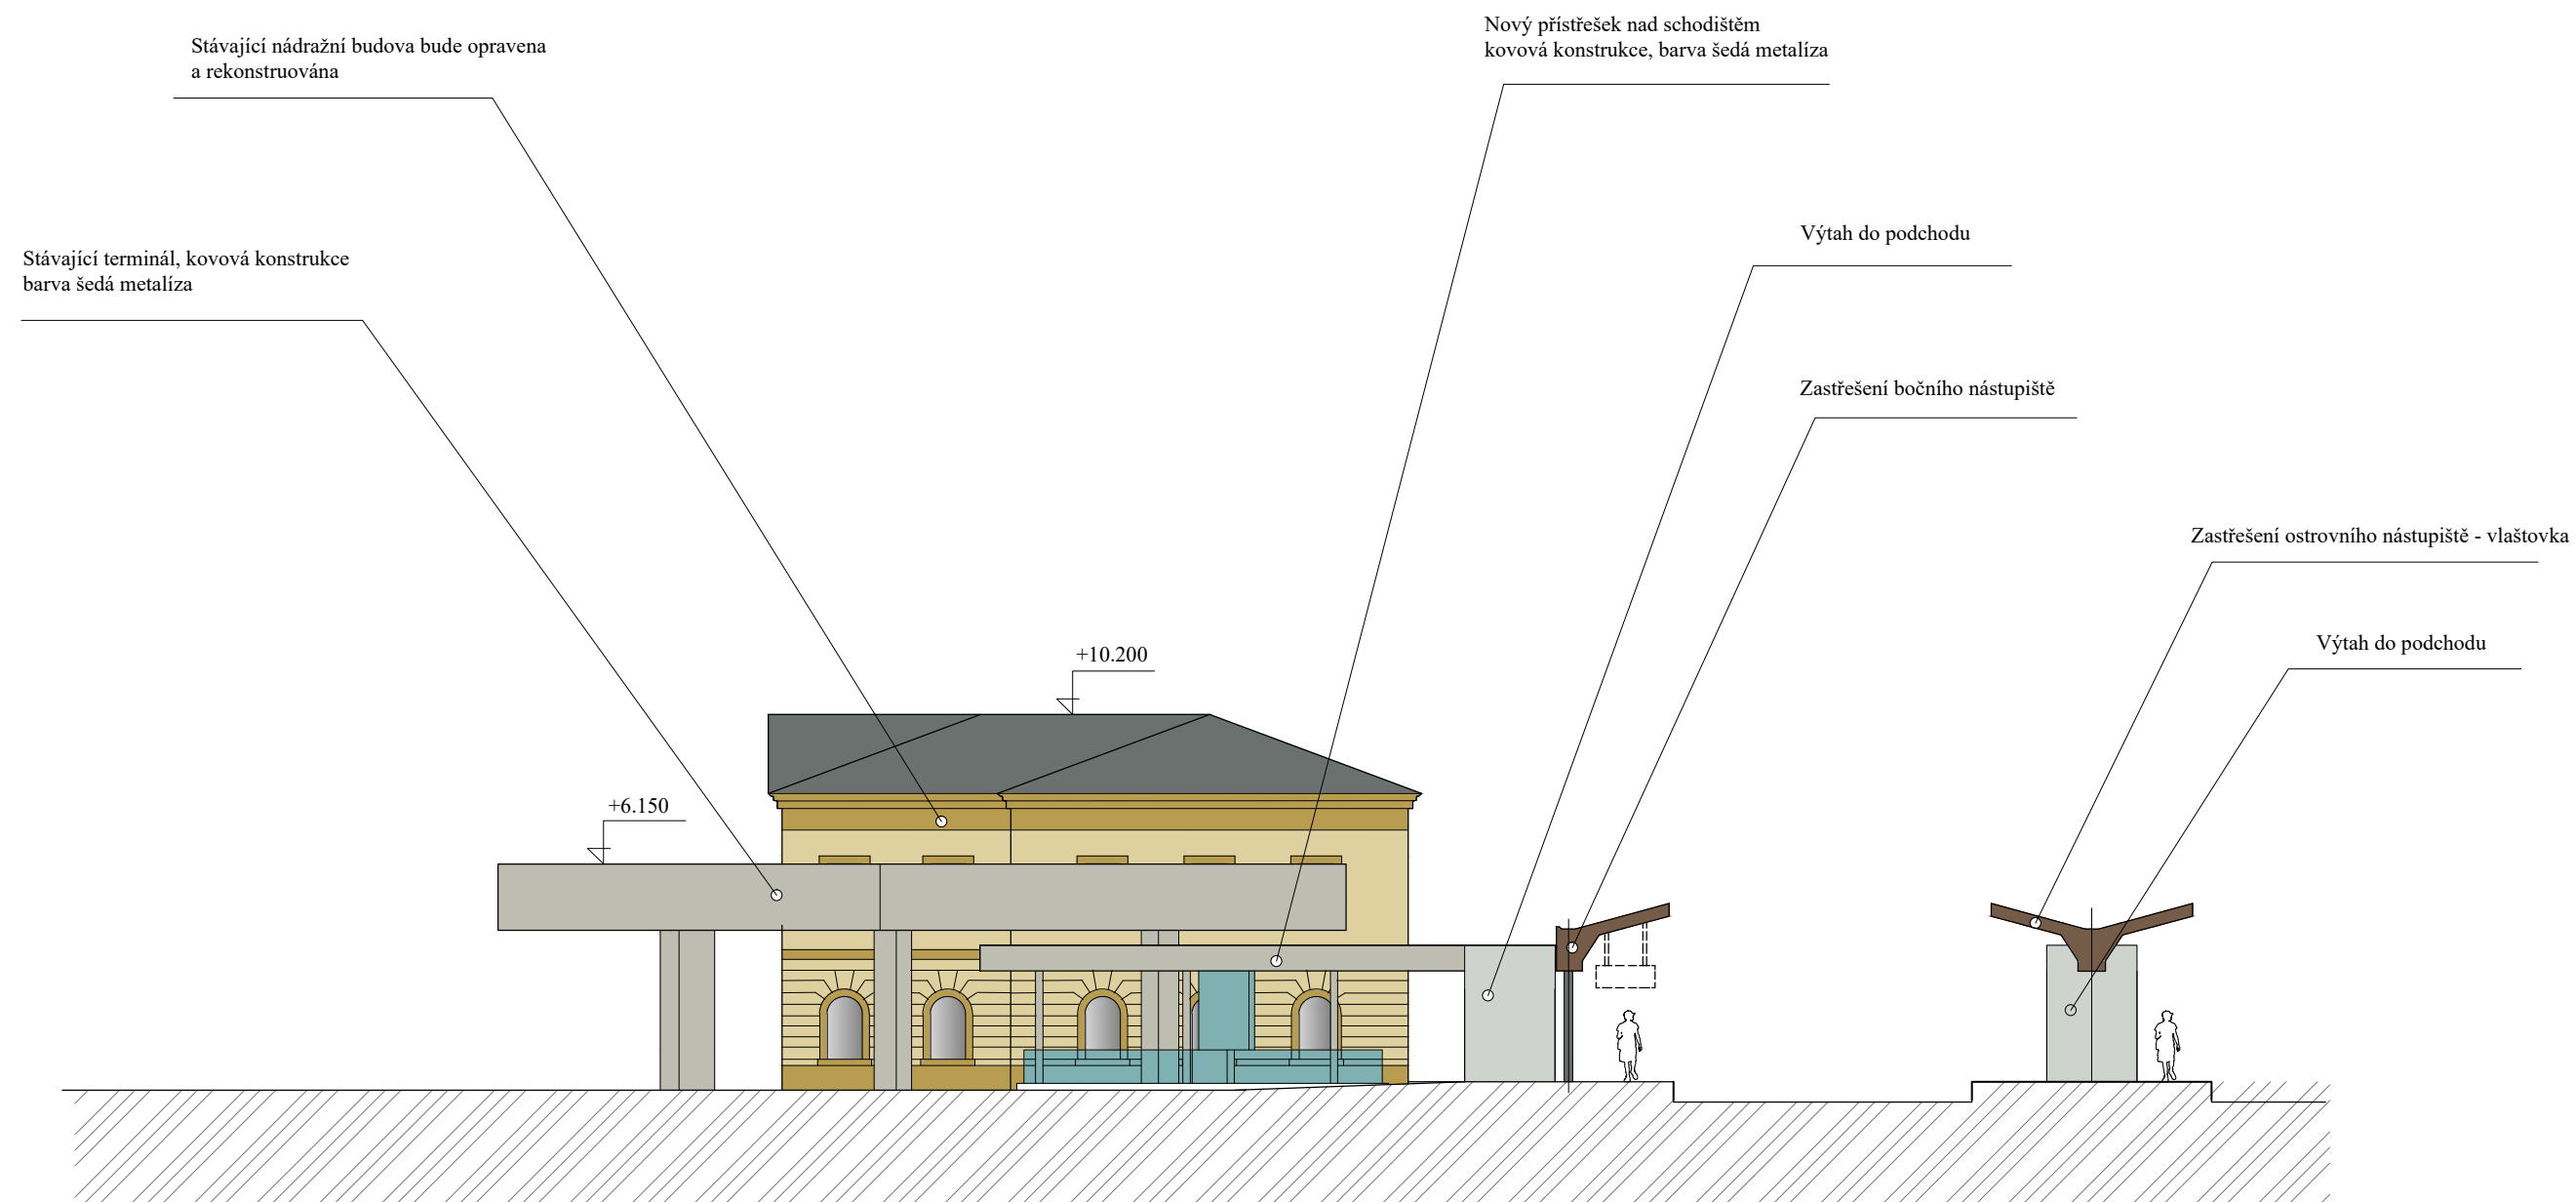 Nový přístřešek nad schodištěm
kovová konstrukce, barva šedá metalíza
Stávající nádražní budova bude opravena
a rekonstruována
Výtah do podchodu
Stávající terminál, kovová konstrukce
barva šedá metalíza
Zastřešení bočního nástupiště
Zastřešení ostrovního nástupiště - vlaštovka
Výtah do podchodu
+10.200
+6.150